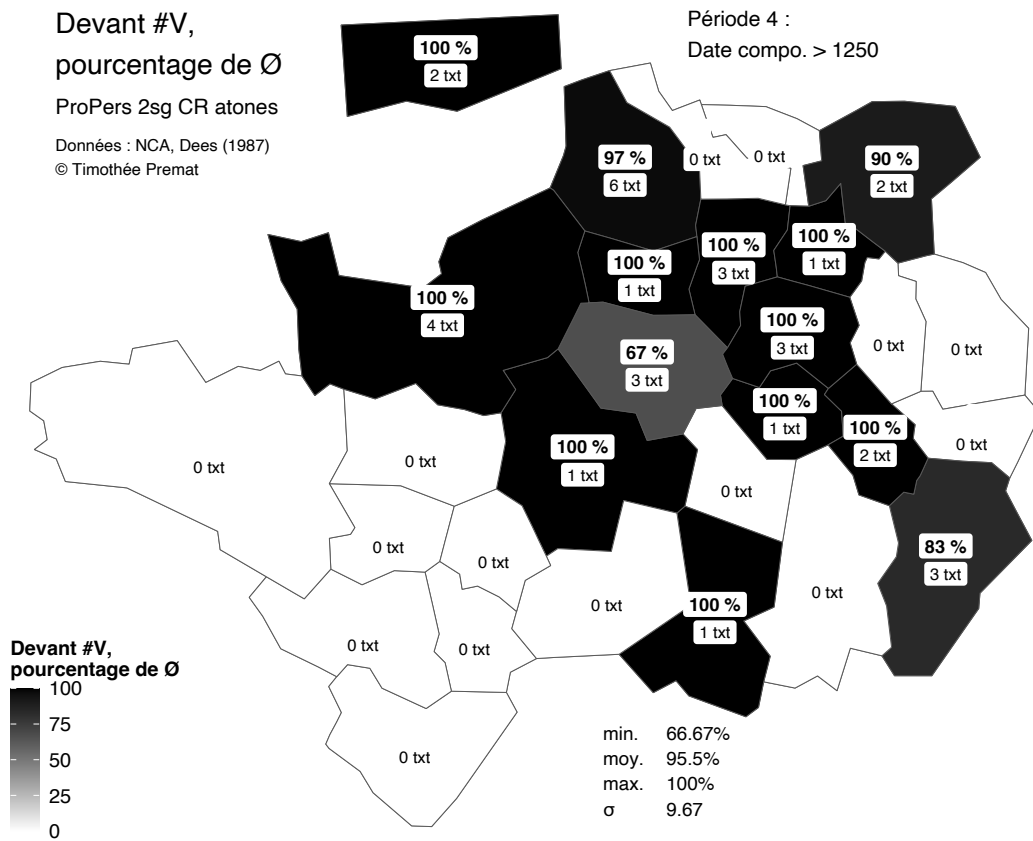 Devant #V,
pourcentage de Ø
ProPers 2sg CR atones
Données : NCA, Dees (1987)
© Timothée Premat
Période 4 :
Date compo. > 1250
100 %
2 txt
97 %
6 txt
0 txt
0 txt
90 %
2 txt
100 %
4 txt
100 %
1 txt
100 %
3 txt
100 %
1 txt
67 %
3 txt
100 %
3 txt
0 txt
0 txt
100 %
1 txt
100 %
1 txt
100 %
2 txt
0 txt
0 txt
0 txt
0 txt
0 txt
0 txt
0 txt
100 %
1 txt
0 txt
83 %
3 txt
0 txt
0 txt
0 txt
Devant #V,
pourcentage de Ø
100
75
50
25
0
min. 66.67%
moy. 95.5%
max. 100%
σ 9.67